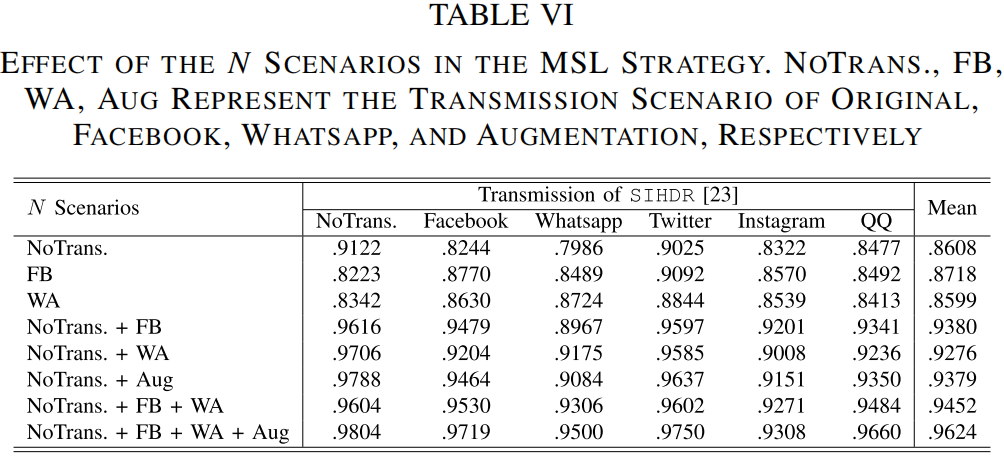 TABLE VI
EFFECT OF THE N SCENARIOS IN THE MSL STRATEGY. NOTRANS., FB,
WA, AUG REPRESENT THE TRANSMISSION SCENARIO OF ORIGINAL,
FACEBOOK, WHATSAPP, AND AUGMENTATION, RESPECTIVELY
N Scenarios Transmission of SIHDR [23] Mean
NoTrans. Facebook Whatsapp Twitter Instagram QQ
NoTrans. .9122 .8244 .7986 .9025 .8322 .8477 .8608
FB .8223 .8770 .8489 .9092 .8570 .8492 .8718
WA .8342 .8630 .8724 .8844 .8539 .8413 .8599
NoTrans. + FB .9616 .9479 .8967 .9597 .9201 .9341 .9380
NoTrans. + WA .9706 .9204 .9175 .9585 .9008 .9236 .9276
NoTrans. + Aug .9788 .9464 .9084 .9637 .9151 .9350 .9379
NoTrans. + FB + WA .9604 .9530 .9306 .9602 .9271 .9484 .9452
NoTrans. + FB + WA + Aug .9804 .9719 .9500 .9750 .9308 .9660 .9624